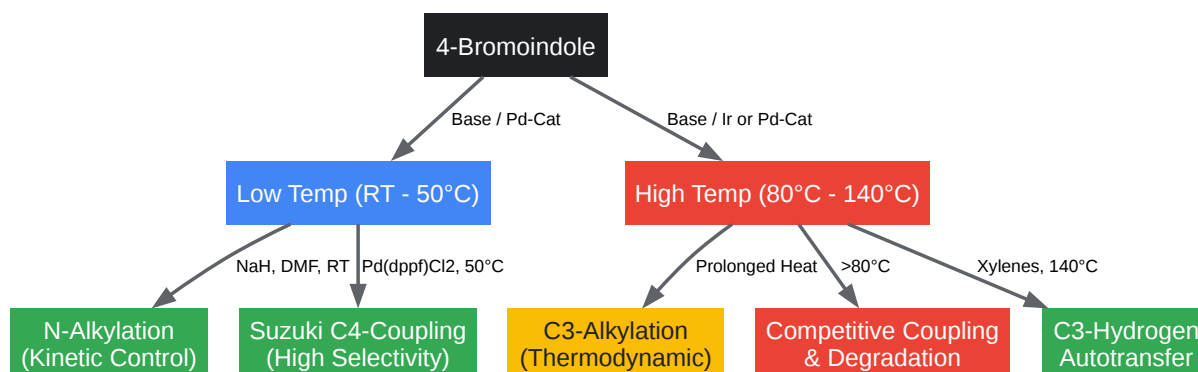 4-Bromoindole
Base / Pd-Cat
Base / Ir or Pd-Cat
Low Temp (RT - 50°C)
High Temp (80°C - 140°C)
NaH, DMF, RT
Pd(dppf)Cl2, 50°C
Prolonged Heat
>80°C
Xylenes, 140°C
N-Alkylation
(Kinetic Control)
Suzuki C4-Coupling
(High Selectivity)
C3-Alkylation
(Thermodynamic)
Competitive Coupling
& Degradation
C3-Hydrogen
Autotransfer